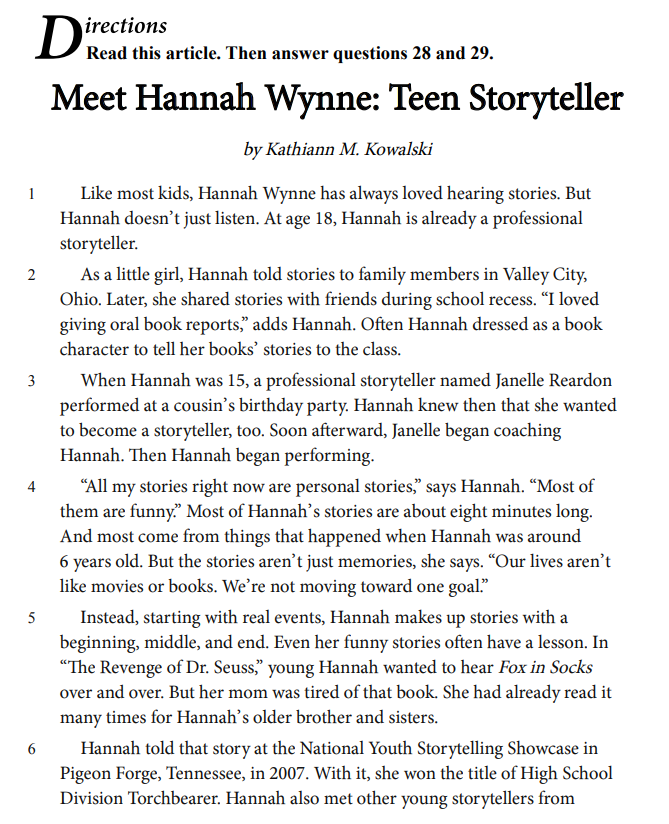 Directions
Read this article. Then answer questions 28 and 29.
Meet Hannah Wynne: Teen Storyteller
by Kathiann M. Kowalski
1 Like most kids, Hannah Wynne has always loved hearing stories. But
Hannah doesn’t just listen. At age 18, Hannah is already a professional
storyteller.
2 As a little girl, Hannah told stories to family members in Valley City,
Ohio. Later, she shared stories with friends during school recess. “I loved
giving oral book reports,” adds Hannah. Often Hannah dressed as a book
character to tell her books’ stories to the class.
3 When Hannah was 15, a professional storyteller named Janelle Reardon
performed at a cousin’s birthday party. Hannah knew then that she wanted
to become a storyteller, too. Soon afterward, Janelle began coaching
Hannah. Then Hannah began performing.
4 “All my stories right now are personal stories,” says Hannah. “Most of
them are funny.” Most of Hannah’s stories are about eight minutes long.
And most come from things that happened when Hannah was around
6 years old. But the stories aren’t just memories, she says. “Our lives aren’t
like movies or books. We’re not moving toward one goal.”
5 Instead, starting with real events, Hannah makes up stories with a
beginning, middle, and end. Even her funny stories often have a lesson. In
“The Revenge of Dr. Seuss,” young Hannah wanted to hear Fox in Socks
over and over. But her mom was tired of that book. She had already read it
many times for Hannah’s older brother and sisters.
6 Hannah told that story at the National Youth Storytelling Showcase in
Pigeon Forge, Tennessee, in 2007. With it, she won the title of High School
Division Torchbearer. Hannah also met other young storytellers from